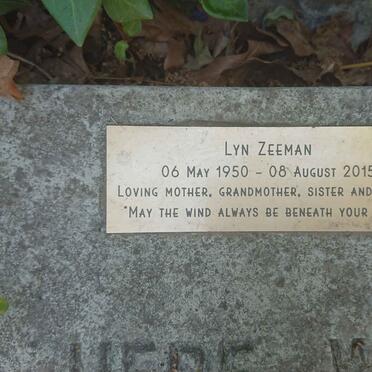 Lyn Zeeman
06 May 1950 - 08 August 2015
Loving mother, grandmother, sister and
"May the wind always be beneath your
HERE W